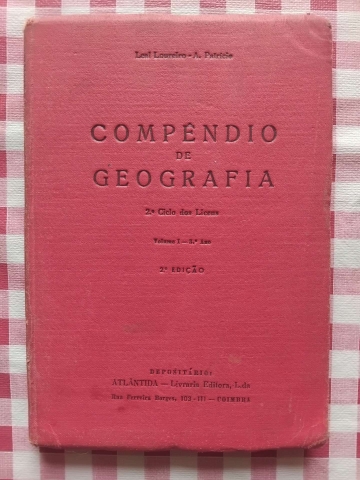 Leal Loureiro - A. Patrício
COMPÊNDIO
DE
GEOGRAFIA
2.º Ciclo dos Liceus
Volume I - 3.º Ano
2.ª EDIÇÃO
DEPOSITÁRIO:
ATLÂNTIDA — Livraria Editora, L.da
Rua Ferreira Borges, 103-111 — COIMBRA